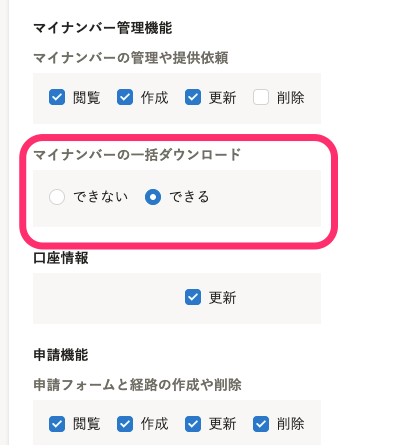 マイナンバー管理機能
マイナンバーの管理や提供依頼
閲覧 作成 更新 削除
マイナンバーの一括ダウンロード
できない できる
口座情報
更新
申請機能
申請フォームと経路の作成や削除
閲覧 作成 更新 削除